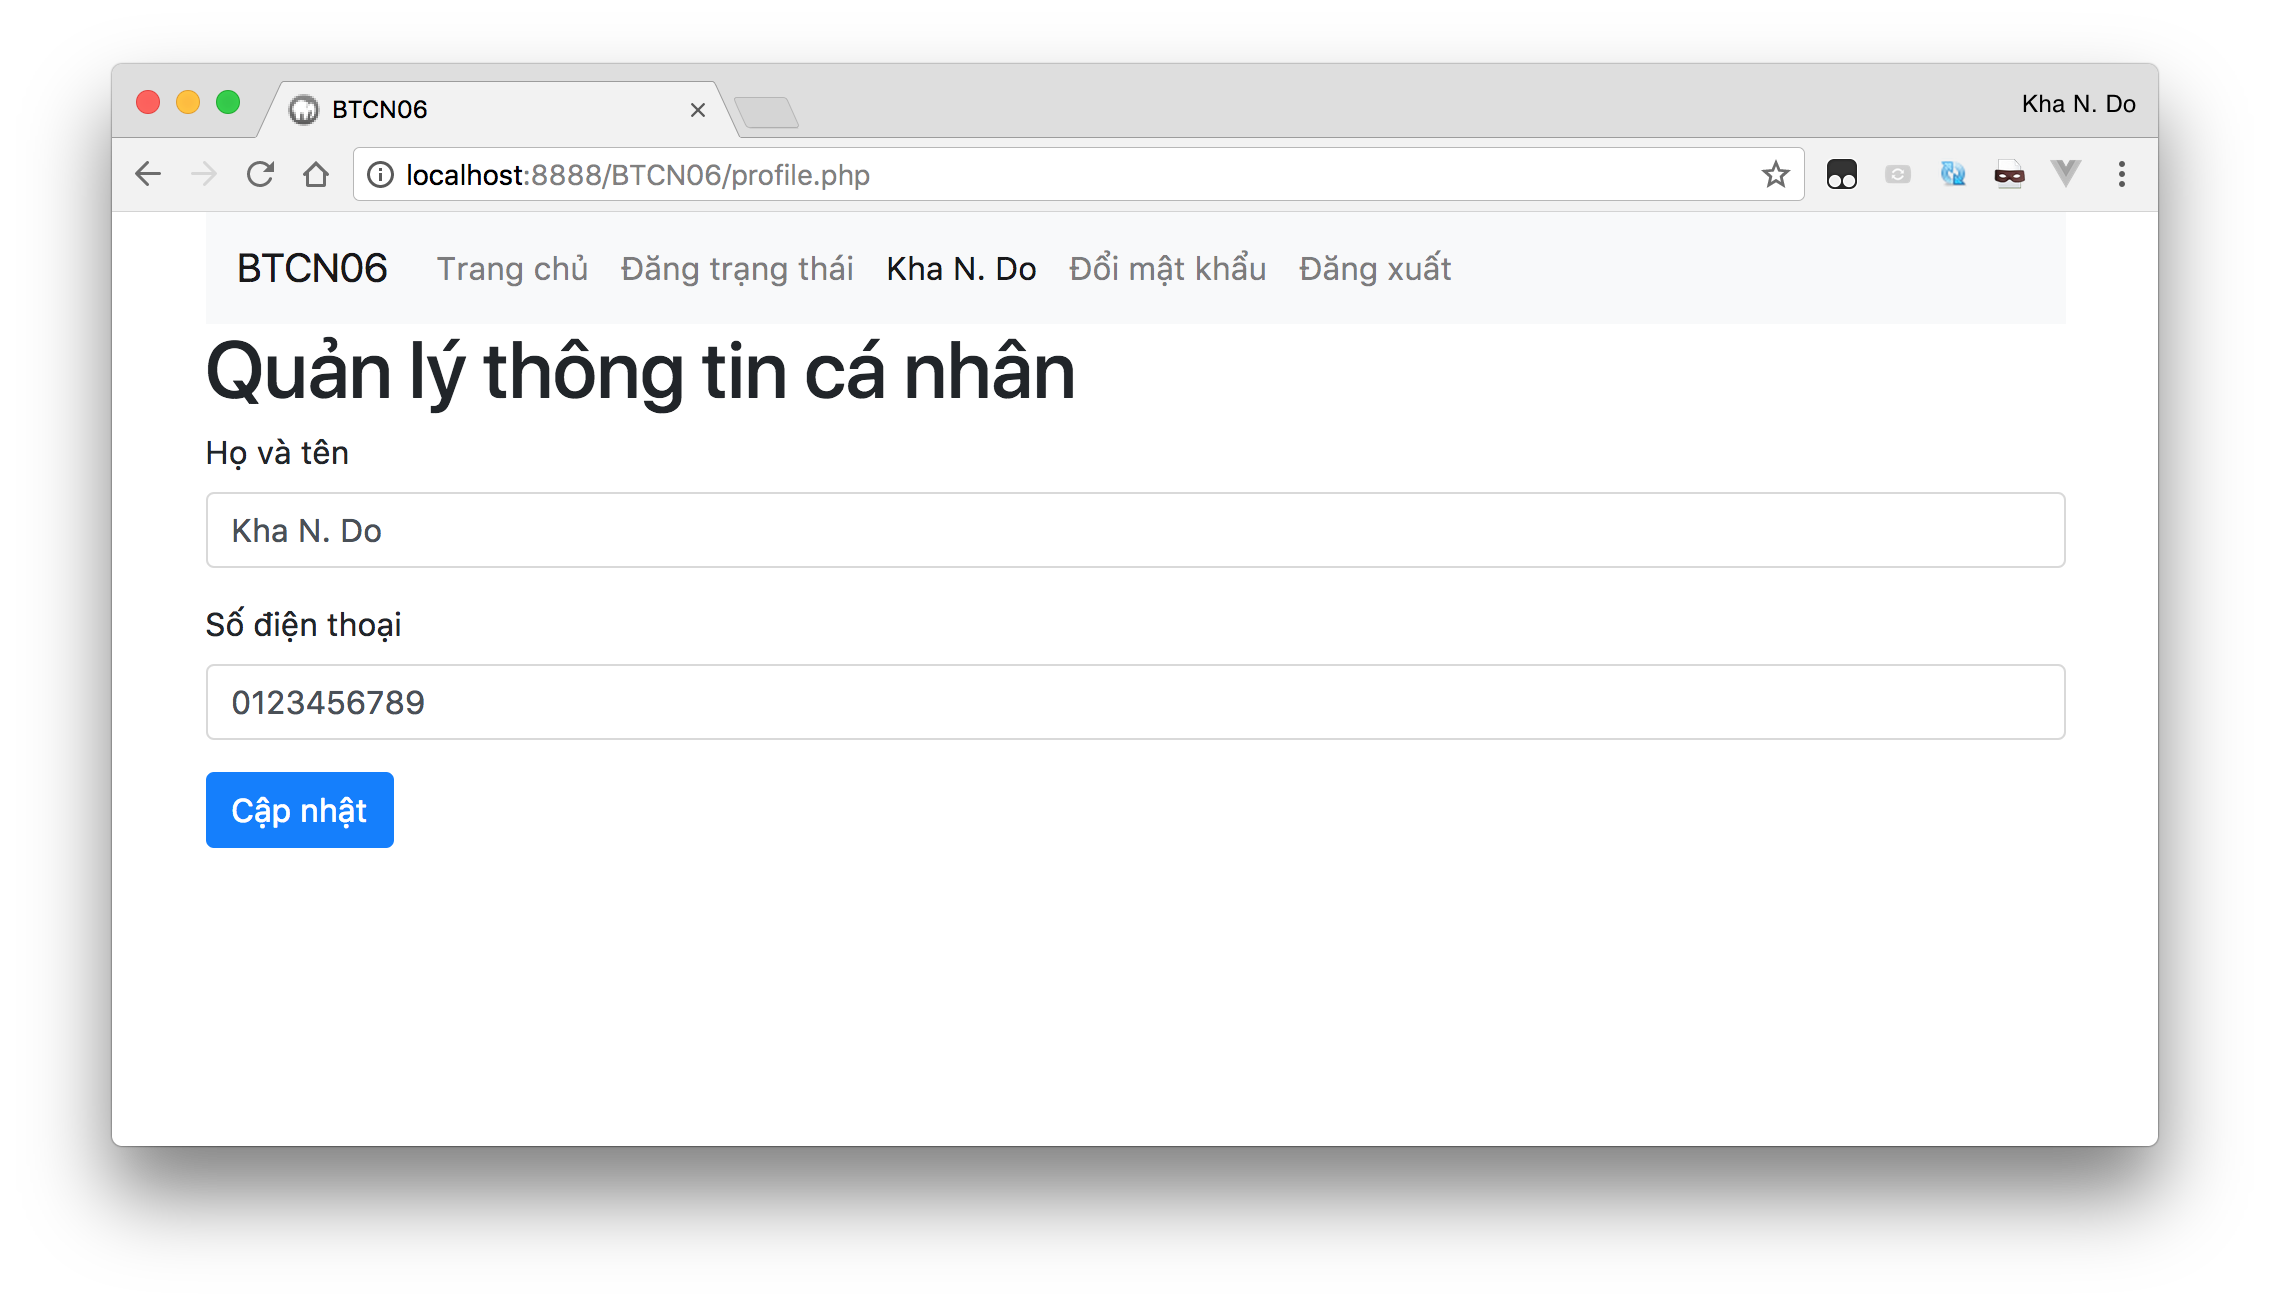 BTCN06
Kha N. Do
localhost:8888/BTCN06/profile.php
BTCN06 Trang chủ Đăng trạng thái Kha N. Do Đổi mật khẩu Đăng xuất
Quản lý thông tin cá nhân
Họ và tên
Kha N. Do
Số điện thoại
0123456789
Cập nhật